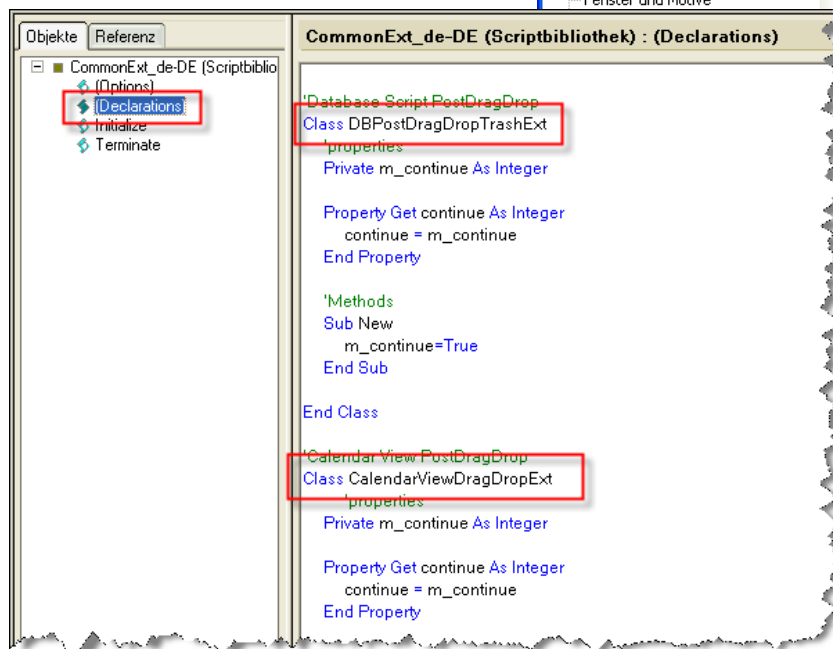 Fenster und Motive
Objekte
Referenz
CommonExt_de-DE (Scriptbiblio
(Options)
(Declarations)
Initialize
Terminate
CommonExt_de-DE (Scriptbibliothek) : (Declarations)
'Database Script PostDragDrop
Class DBPostDragDropTrashExt
'properties
Private m_continue As Integer
Property Get continue As Integer
continue = m_continue
End Property
'Methods
Sub New
m_continue=True
End Sub
End Class
'Calendar View PostDragDrop
Class CalendarViewDragDropExt
'properties
Private m_continue As Integer
Property Get continue As Integer
continue = m_continue
End Property